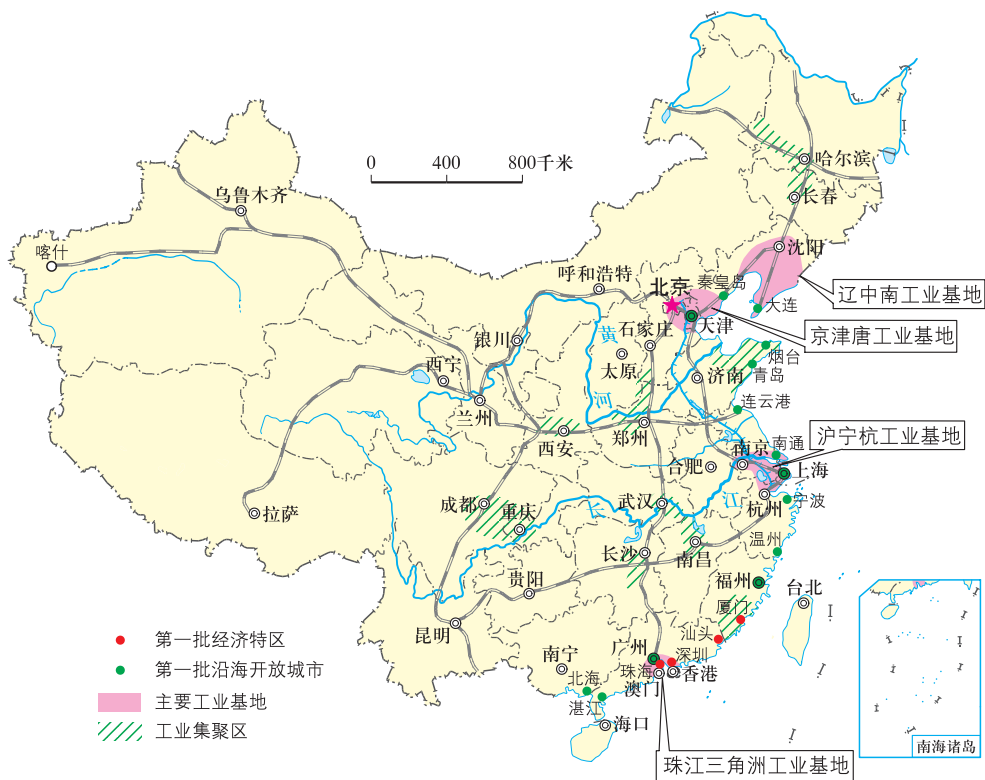 0 400 800千米
哈尔滨
长春
乌鲁木齐
沈阳
喀什
呼和浩特
北京
秦皇岛
辽中南工业基地
大连
天津
京津唐工业基地
石家庄
黄
银川
太原
烟台
西宁
济南
青岛
河
兰州
连云港
郑州
西安
南京
南通
沪宁杭工业基地
合肥
上海
成都
重庆
武汉
江
长
杭州
宁波
拉萨
温州
长沙
南昌
贵阳
福州
台北
厦门
昆明
汕头
第一批经济特区
广州
深圳
南宁
第一批沿海开放城市
珠海
香港
北海
澳门
主要工业基地
湛江
海口
工业集聚区
南海诸岛
珠江三角洲工业基地